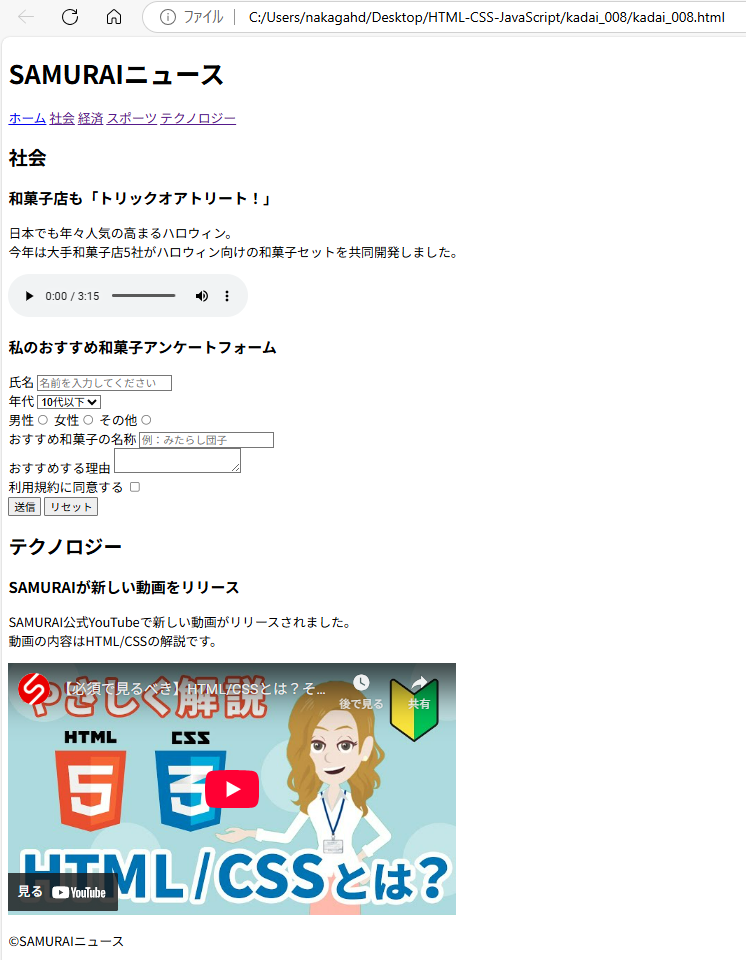 ファイル C:/Users/nakagahd/Desktop/HTML-CSS-JavaScript/kadai_008/kadai_008.html
SAMURAIニュース
ホーム 社会 経済 スポーツ テクノロジー
社会
和菓子店も「トリックオアトリート！」
日本でも年々人気の高まるハロウィン。
今年は大手和菓子店5社がハロウィン向けの和菓子セットを共同開発しました。
0:00 / 3:15
私のおすすめ和菓子アンケートフォーム
氏名 名前を入力してください
年代 10代以下
男性 女性 その他
おすすめ和菓子の名称 例：みたらし団子
おすすめする理由
利用規約に同意する
送信 リセット
テクノロジー
SAMURAIが新しい動画をリリース
SAMURAI公式YouTubeで新しい動画がリリースされました。
動画の内容はHTML/CSSの解説です。
【必須で見るべき】HTML/CSSとは？そ...
やさしく解説
後で見る 共有
HTML CSS
5 3
HTML/CSSとは？
見る YouTube
©SAMURAIニュース